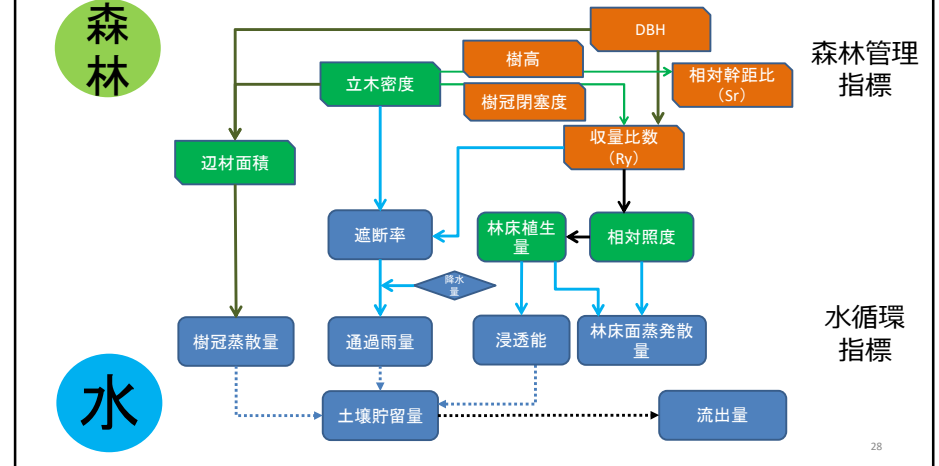 森
林
DBH
森林管理
指標
樹高
相対幹距比
（Sr）
立木密度
樹冠閉塞度
収量比数
（Ry）
辺材面積
遮断率
林床植生
量
相対照度
降水
量
水循環
指標
樹冠蒸散量
通過雨量
浸透能
林床面蒸発散
量
水
土壌貯留量
流出量
28